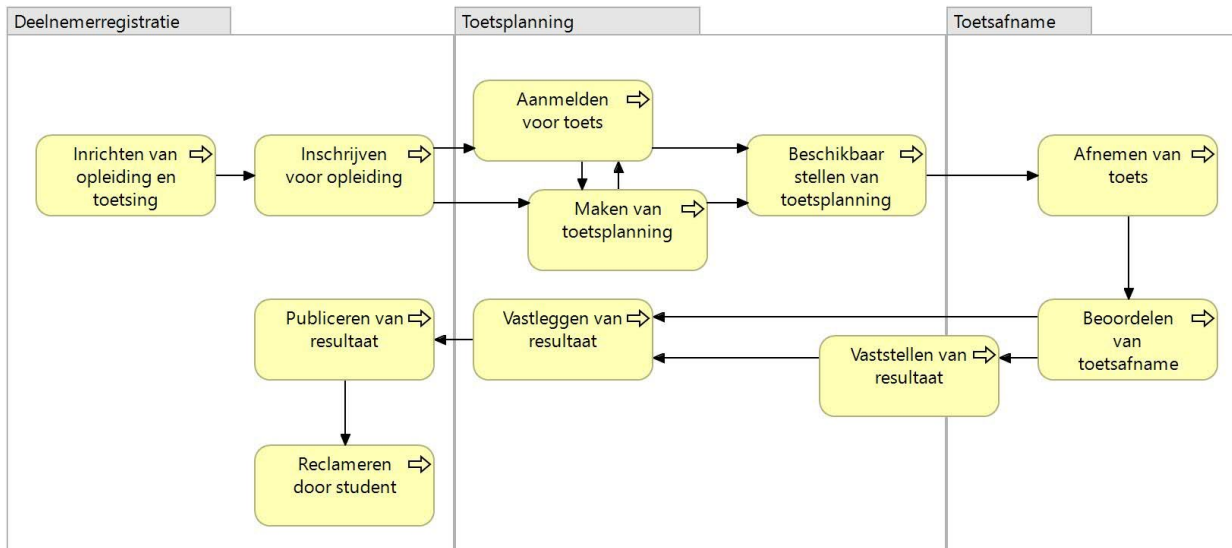 Deelnemerregistratie
Toetsplanning
Toetsafname
Inrichten van
opleiding en
toetsing
Inschrijven
voor opleiding
Aanmelden
voor toets
Maken van
toetsplanning
Beschikbaar
stellen van
toetsplanning
Afnemen van
toets
Publiceren van
resultaat
Vastleggen van
resultaat
Vaststellen van
resultaat
Beoordelen
van
toetsafname
Reclameren
door student